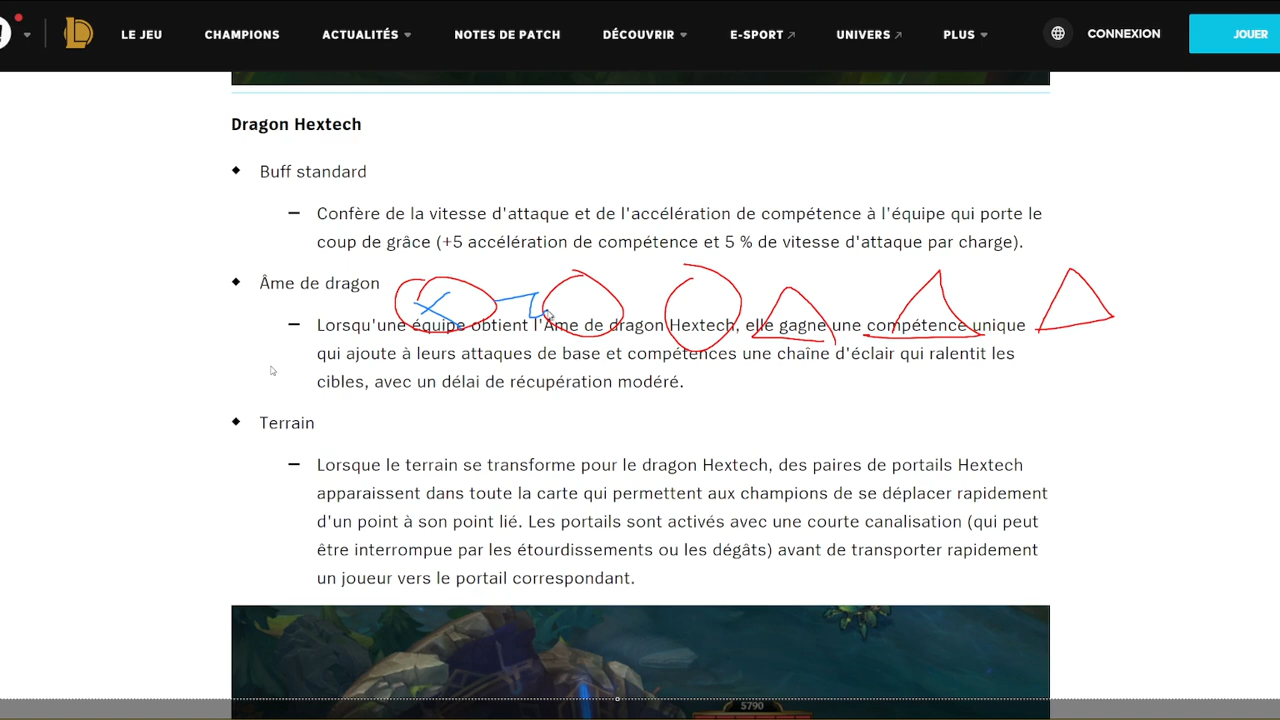 LE JEU CHAMPIONS ACTUALITÉS NOTES DE PATCH DÉCOUVRIR E-SPORT UNIVERS PLUS CONNEXION JOUER
Dragon Hextech
Buff standard
Confère de la vitesse d'attaque et de l'accélération de compétence à l'équipe qui porte le
coup de grâce (+5 accélération de compétence et 5 % de vitesse d'attaque par charge).
Âme de dragon
Lorsqu'une équipe obtient l'Âme de dragon Hextech, elle gagne une compétence unique
qui ajoute à leurs attaques de base et compétences une chaîne d'éclair qui ralentit les
cibles, avec un délai de récupération modéré.
Terrain
Lorsque le terrain se transforme pour le dragon Hextech, des paires de portails Hextech
apparaissent dans toute la carte qui permettent aux champions de se déplacer rapidement
d'un point à son point lié. Les portails sont activés avec une courte canalisation (qui peut
être interrompue par les étourdissements ou les dégâts) avant de transporter rapidement
un joueur vers le portail correspondant.
5790